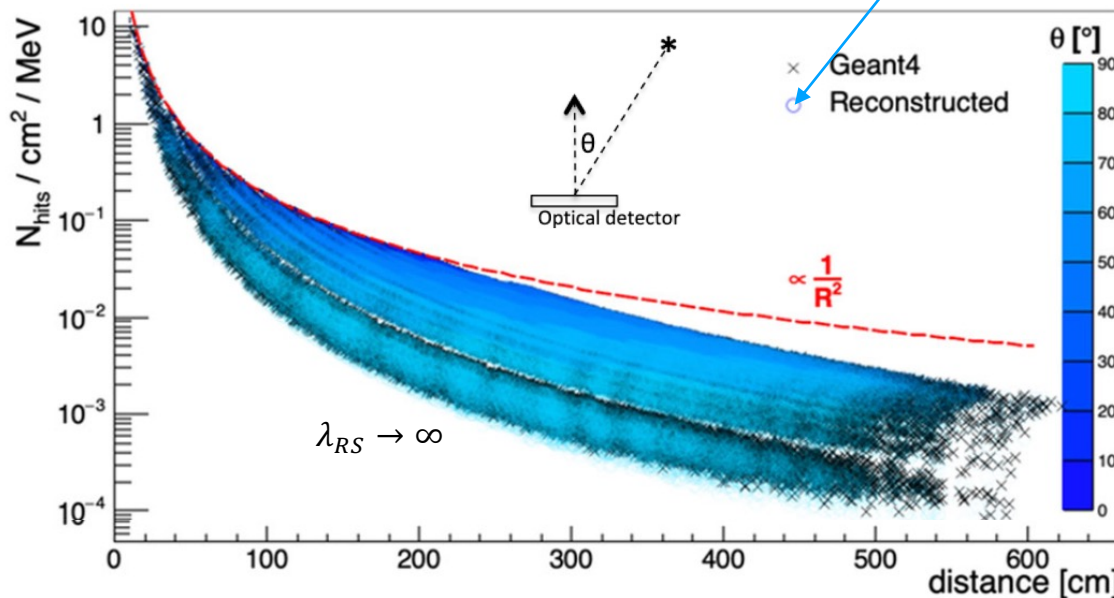 N_hits / cm² / MeV
10
1
10⁻¹
10⁻²
10⁻³
10⁻⁴
θ
Optical detector
Geant4
Reconstructed
∝ 1/R²
λ_RS → ∞
θ [°]
90
80
70
60
50
40
30
20
10
0
0 100 200 300 400 500 600
distance [cm]